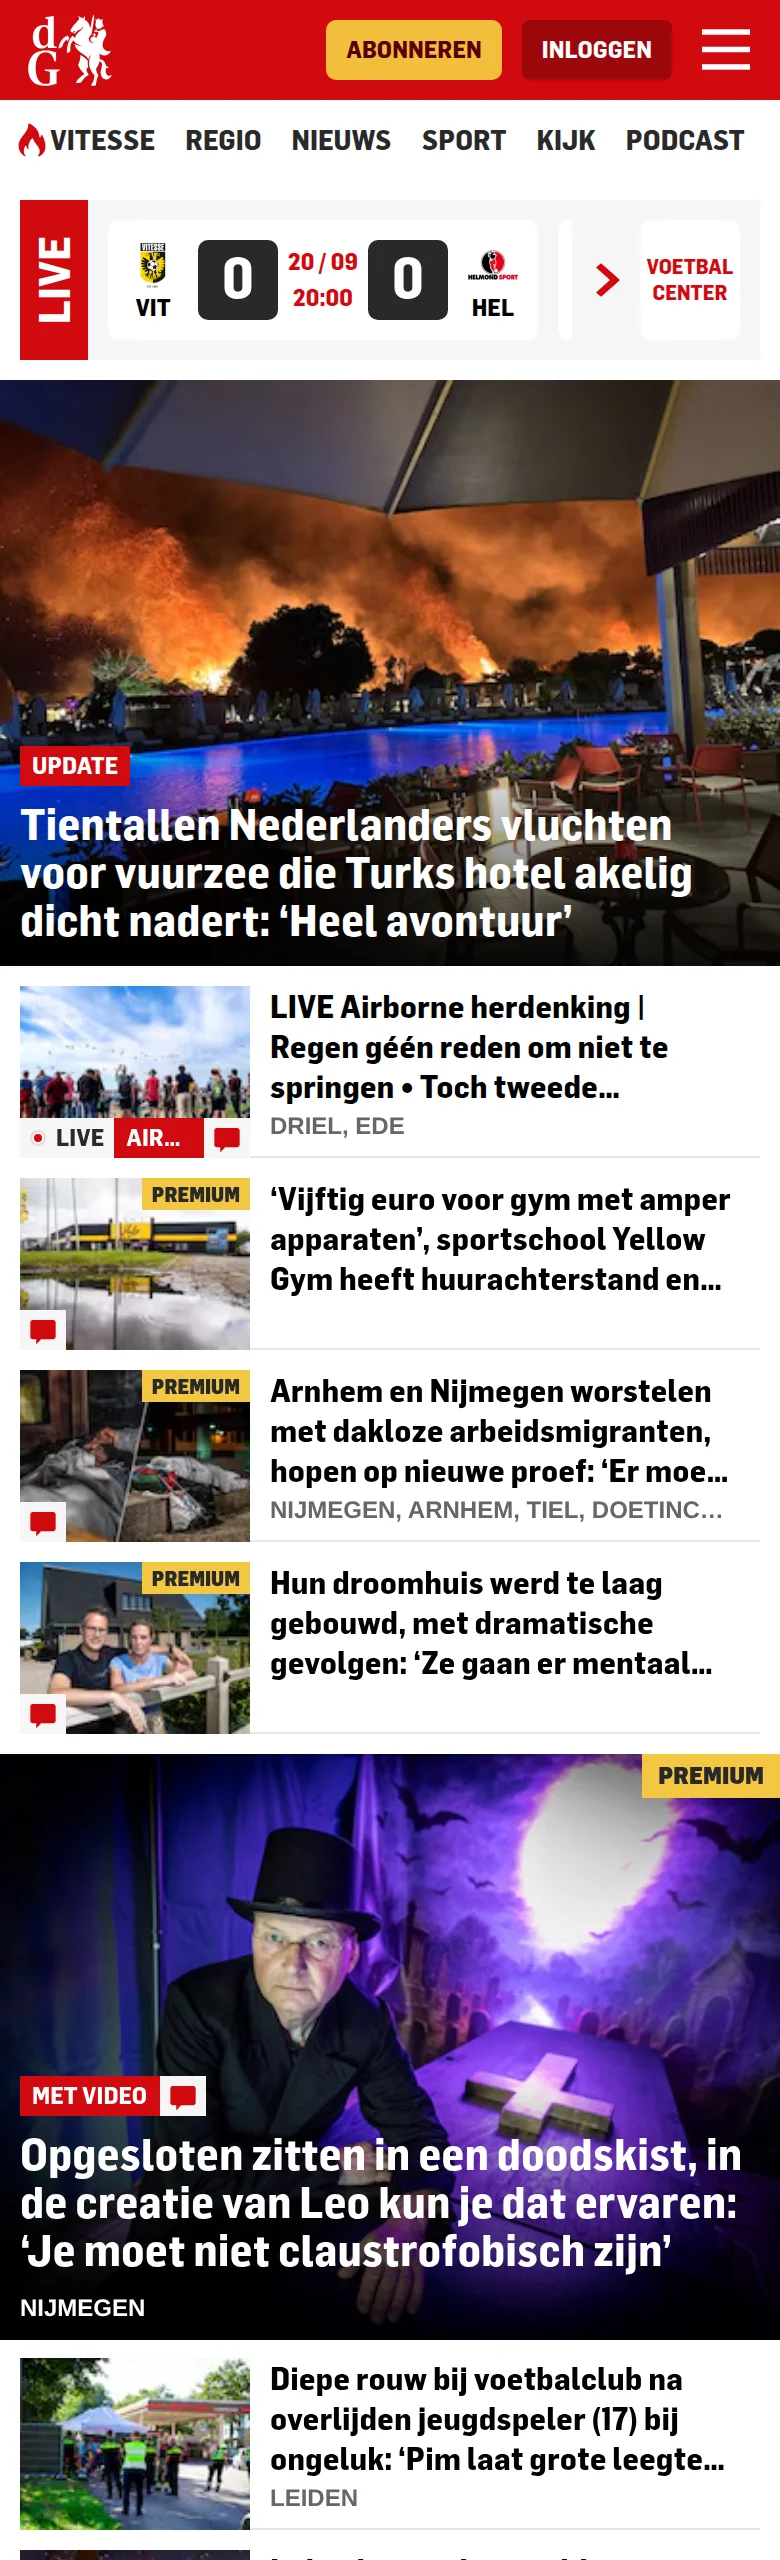 dG
ABONNEREN
INLOGGEN
VITESSE REGIO NIEUWS SPORT KIJK PODCAST
LIVE
VITESSE
VIT
0
20 / 09
20:00
0
HELMOND SPORT
HEL
VOETBAL
CENTER
UPDATE
Tientallen Nederlanders vluchten
voor vuurzee die Turks hotel akelig
dicht nadert: ‘Heel avontuur’
LIVE Airborne herdenking |
Regen géén reden om niet te
springen • Toch tweede...
DRIEL, EDE
LIVE AIR...
PREMIUM
‘Vijftig euro voor gym met amper
apparaten’, sportschool Yellow
Gym heeft huurachterstand en...
PREMIUM
Arnhem en Nijmegen worstelen
met dakloze arbeidsmigranten,
hopen op nieuwe proef: ‘Er moe...
NIJMEGEN, ARNHEM, TIEL, DOETINC...
PREMIUM
Hun droomhuis werd te laag
gebouwd, met dramatische
gevolgen: ‘Ze gaan er mentaal...
PREMIUM
MET VIDEO
Opgesloten zitten in een doodskist, in
de creatie van Leo kun je dat ervaren:
‘Je moet niet claustrofobisch zijn’
NIJMEGEN
Diepe rouw bij voetbalclub na
overlijden jeugdspeler (17) bij
ongeluk: ‘Pim laat grote leegte...
LEIDEN